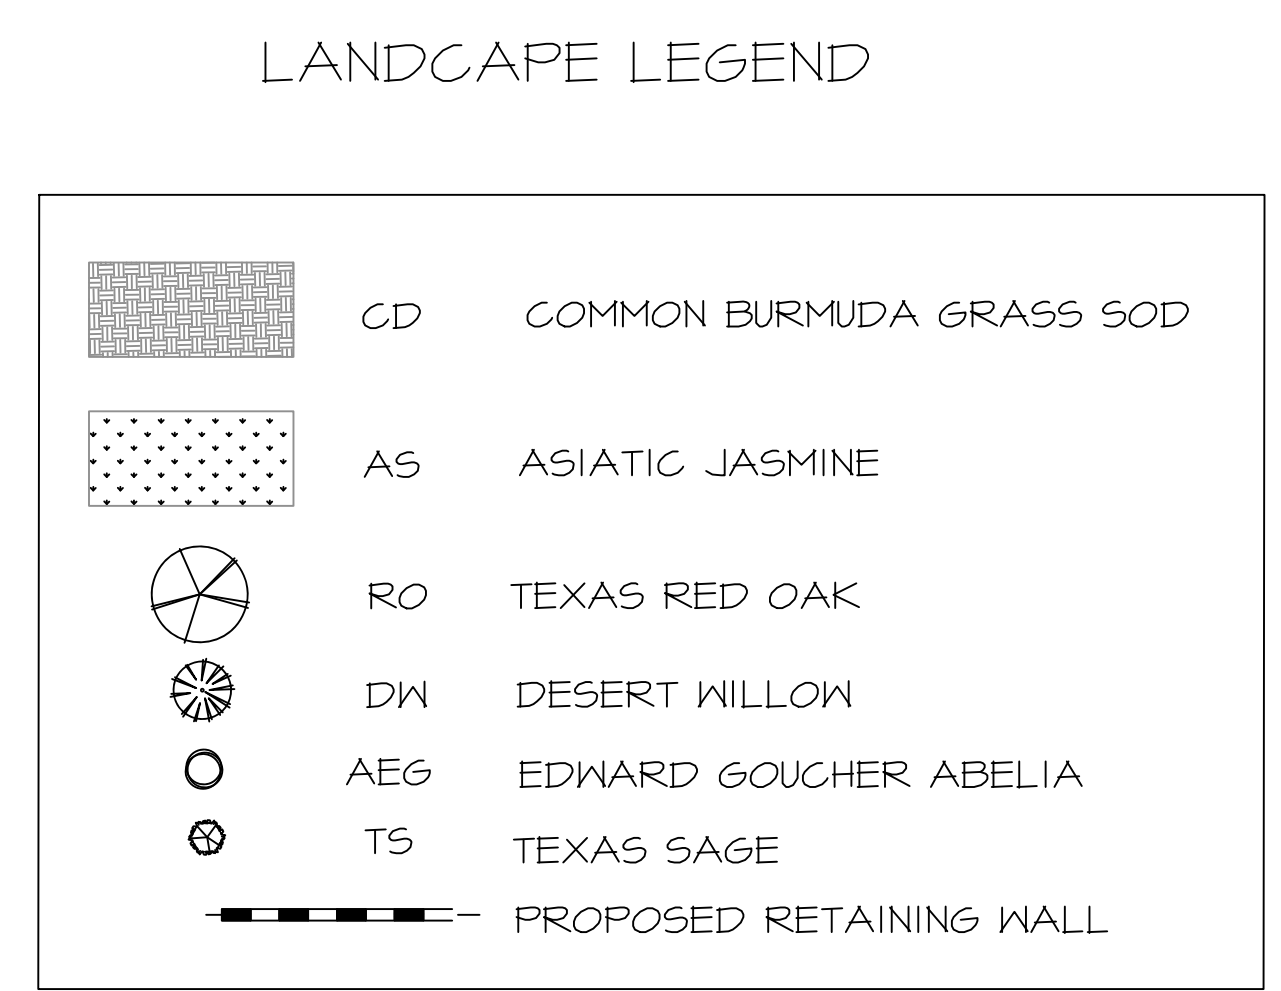 LANDCAPE LEGEND
CD COMMON BURMUDA GRASS SOD
AS ASIATIC JASMINE
RO TEXAS RED OAK
DW DESERT WILLOW
AEG EDWARD GOUCHER ABELIA
TS TEXAS SAGE
PROPOSED RETAINING WALL